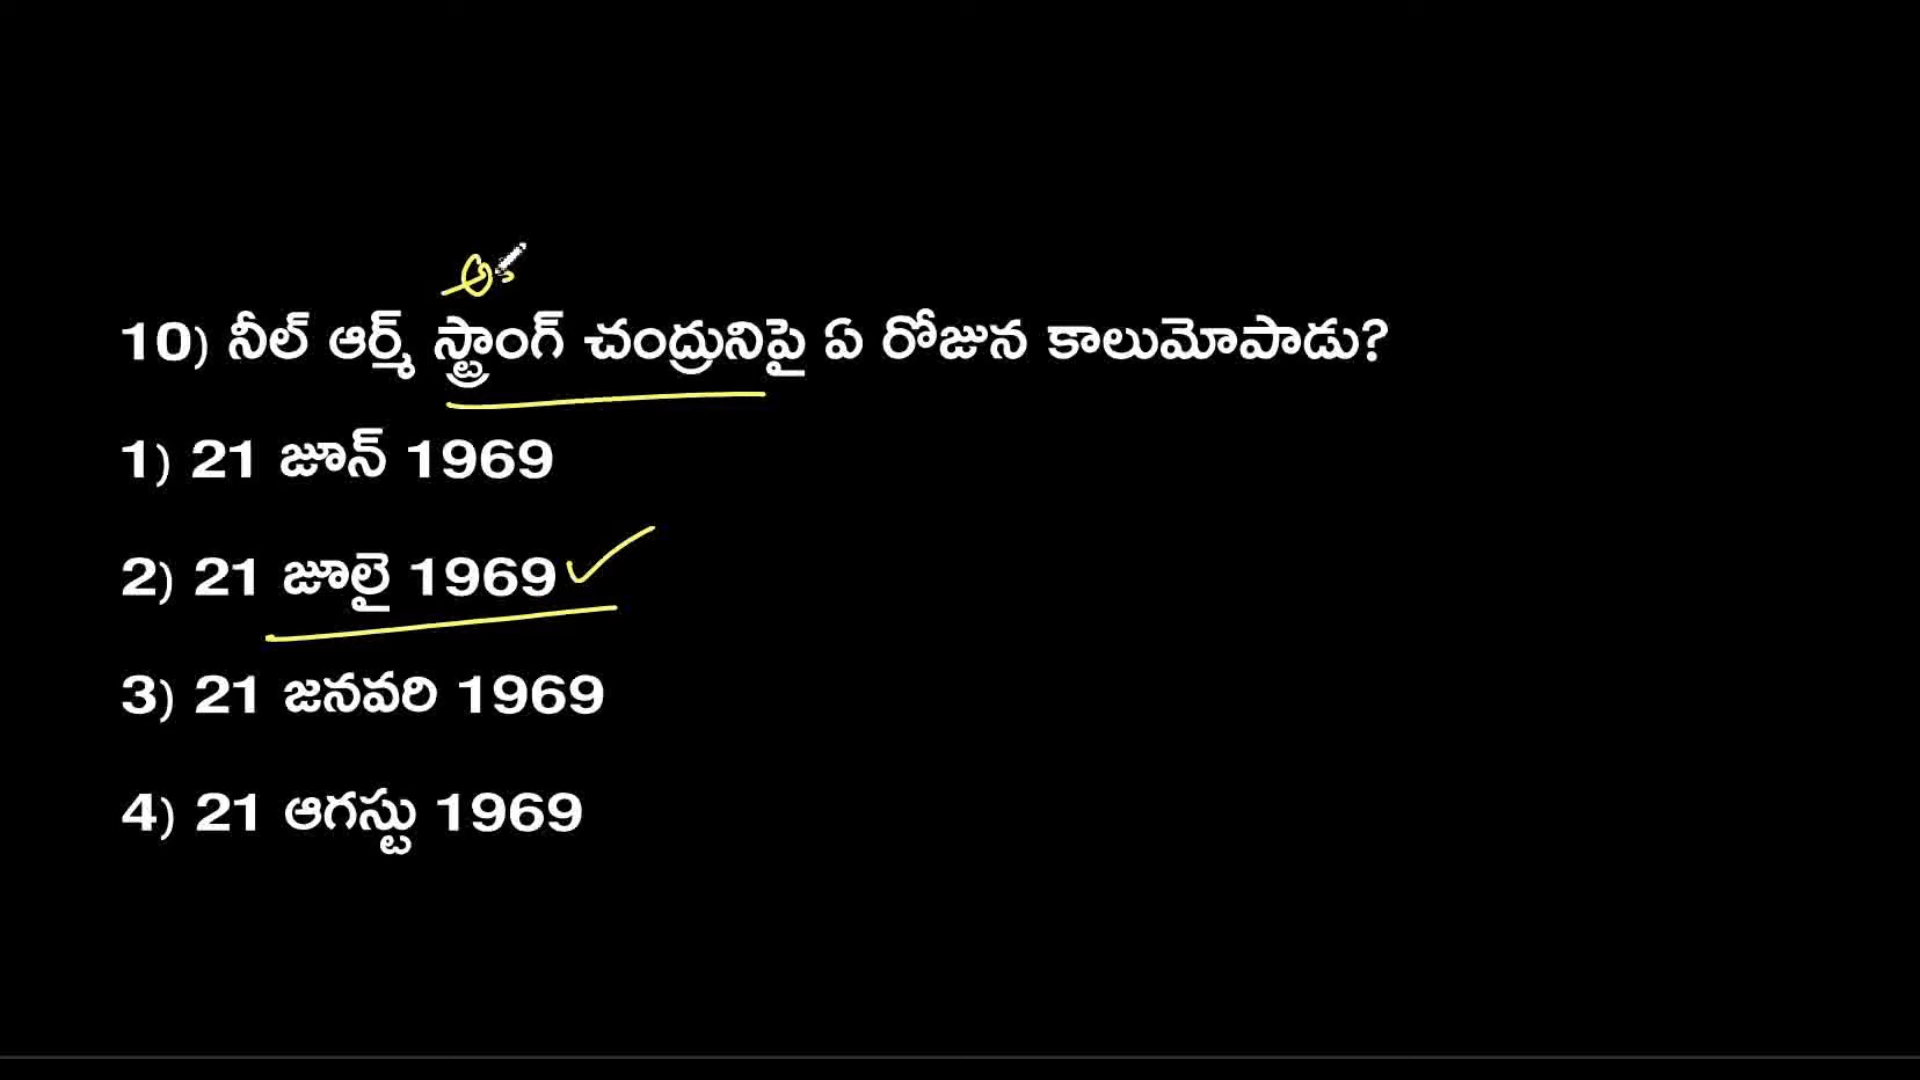 10) నీల్ ఆర్మ్ స్ట్రాంగ్ చంద్రునిపై ఏ రోజున కాలుమోపాడు?
1) 21 జూన్ 1969
2) 21 జూలై 1969
3) 21 జనవరి 1969
4) 21 ఆగస్టు 1969